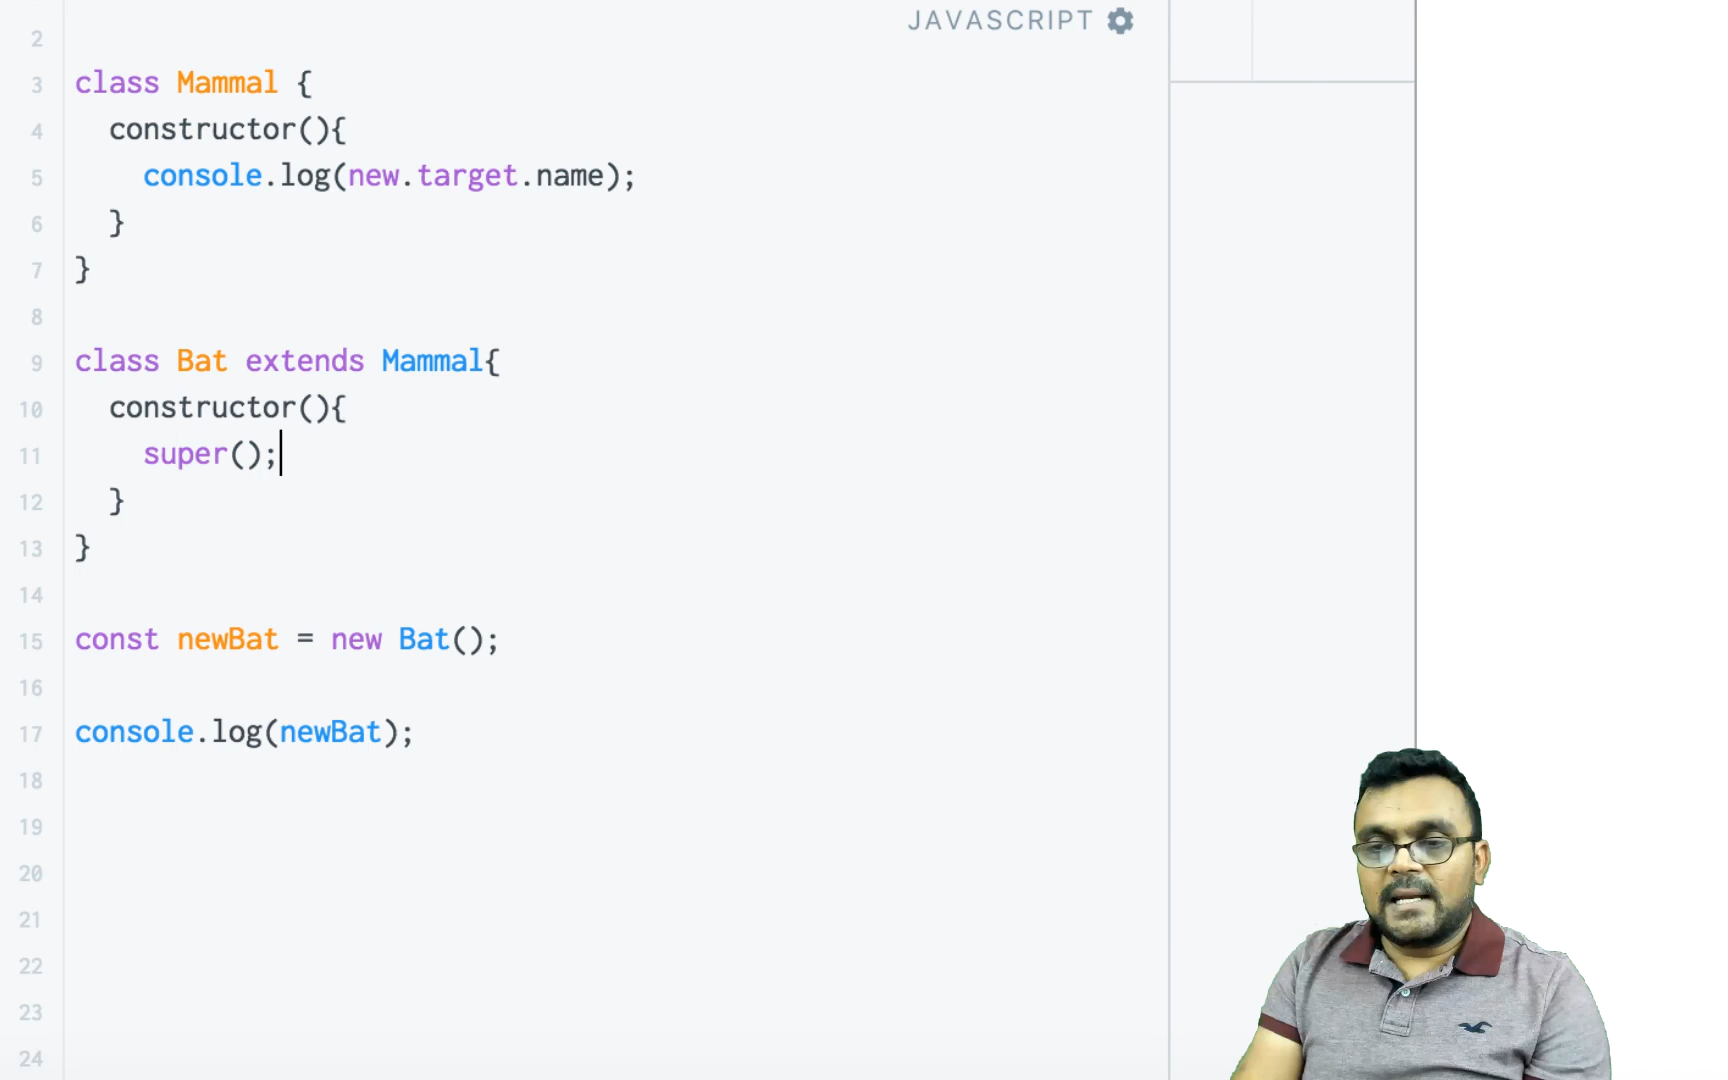 JAVASCRIPT
2
3 class Mammal {
4 constructor(){
5 console.log(new.target.name);
6 }
7 }
8
9 class Bat extends Mammal{
10 constructor(){
11 super();
12 }
13 }
14
15 const newBat = new Bat();
16
17 console.log(newBat);
18
19
20
21
22
23
24